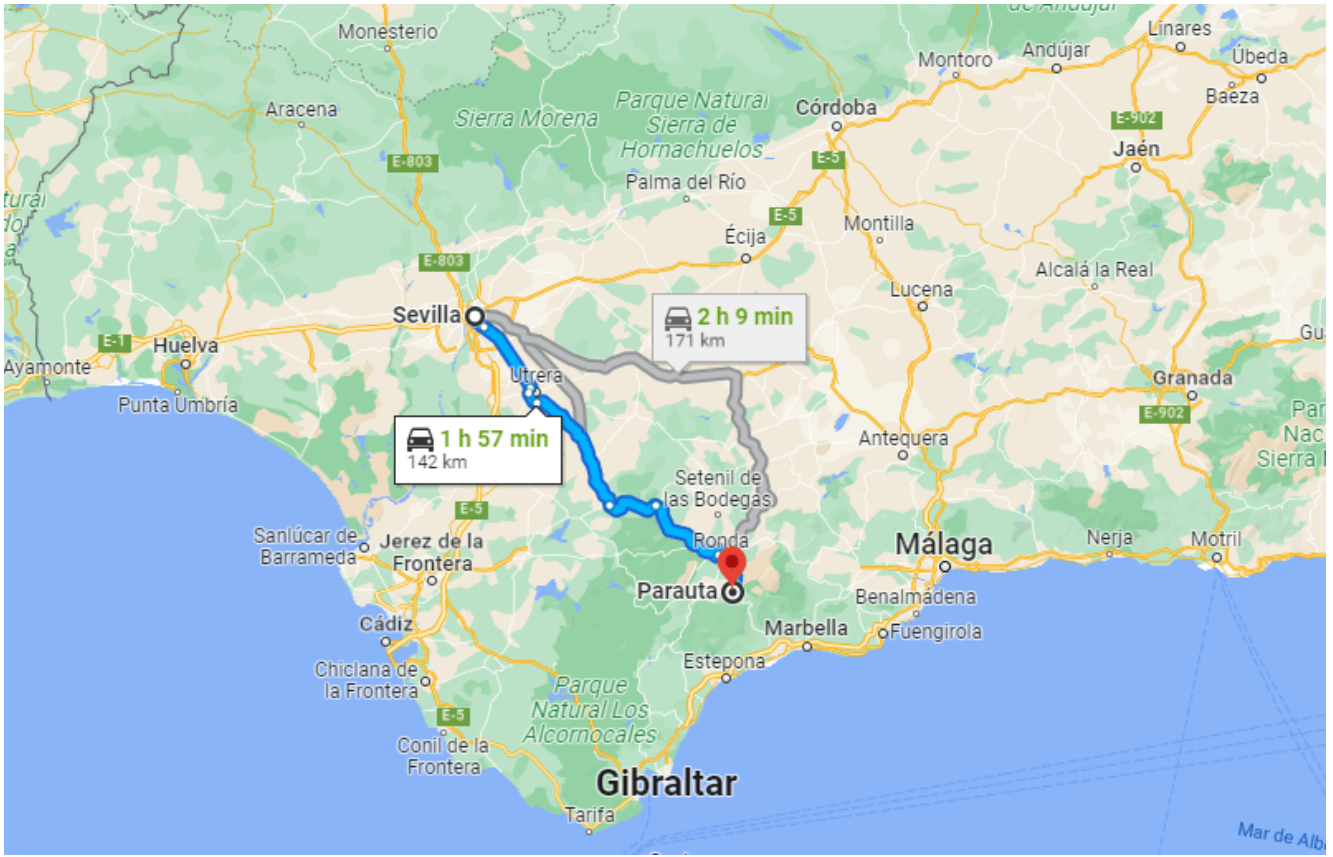 de Andújar
Monesterio
Linares
Montoro
Andújar
Úbeda
Baeza
Aracena
Sierra Morena
Parque Natural
Sierra de
Hornachuelos
Córdoba
E-902
Jaén
E-803
E-5
Palma del Río
E-5
Montilla
Écija
E-803
Alcalá la Real
Lucena
Sevilla
2 h 9 min
171 km
E-1
Huelva
Ayamonte
Punta Umbría
Utrera
Granada
E-902
1 h 57 min
142 km
Antequera
Setenil de
las Bodegas
E-5
Sanlúcar de
Barrameda
Jerez de la
Frontera
Ronda
Málaga
Nerja
Motril
Parauta
Benalmádena
Cádiz
Marbella
Fuengirola
Chiclana de
la Frontera
Estepona
Parque
Natural Los
Alcornocales
E-5
Conil de la
Frontera
Gibraltar
Tarifa